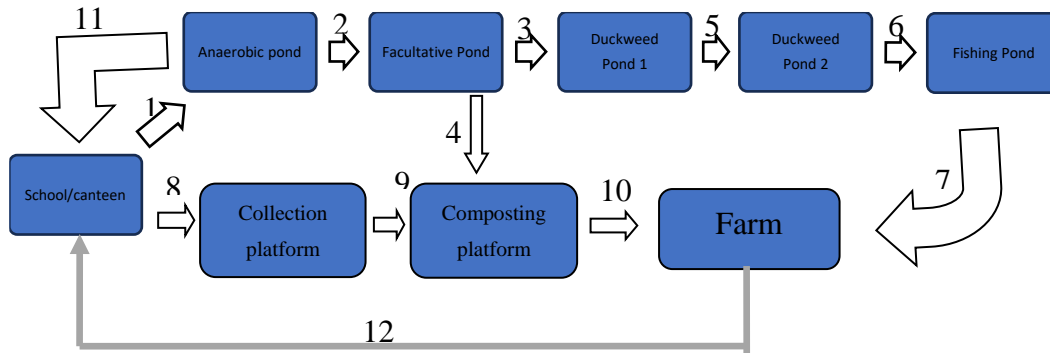 11
2
3
5
6
Anaerobic pond
Facultative Pond
Duckweed
Pond 1
Duckweed
Pond 2
Fishing Pond
1
4
School/canteen
8
Collection
platform
9
Composting
platform
10
Farm
7
12